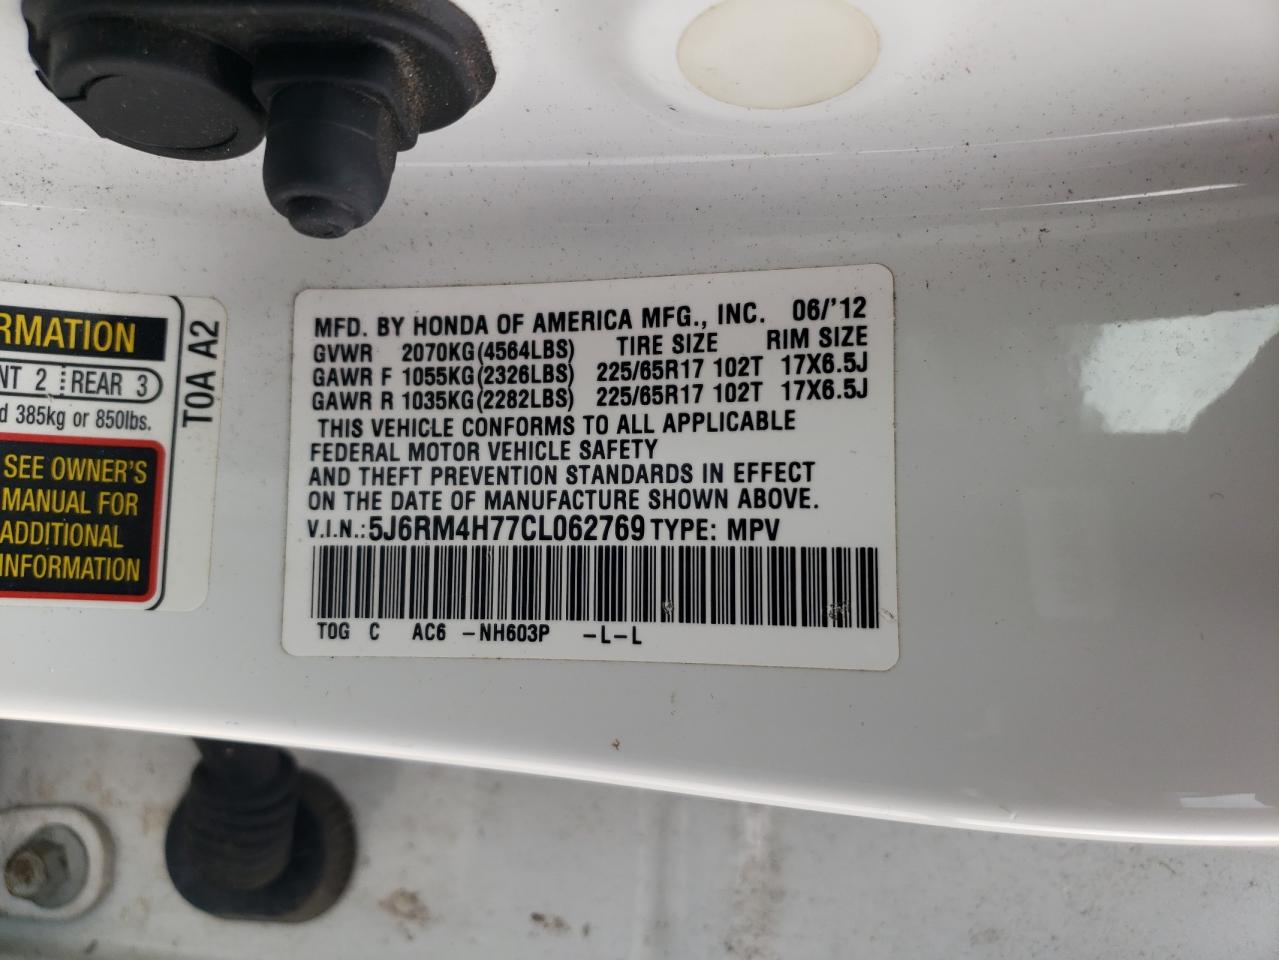 RMATION
NT 2 REAR 3
d 385kg or 850lbs.
SEE OWNER'S
MANUAL FOR
ADDITIONAL
INFORMATION
T0A A2
MFD. BY HONDA OF AMERICA MFG., INC. 06/'12
GVWR 2070KG(4564LBS) TIRE SIZE RIM SIZE
GAWR F 1055KG(2326LBS) 225/65R17 102T 17X6.5J
GAWR R 1035KG(2282LBS) 225/65R17 102T 17X6.5J
THIS VEHICLE CONFORMS TO ALL APPLICABLE
FEDERAL MOTOR VEHICLE SAFETY
AND THEFT PREVENTION STANDARDS IN EFFECT
ON THE DATE OF MANUFACTURE SHOWN ABOVE.
V.I.N.:5J6RM4H77CL062769 TYPE: MPV
T0G C AC6 -NH603P -L-L